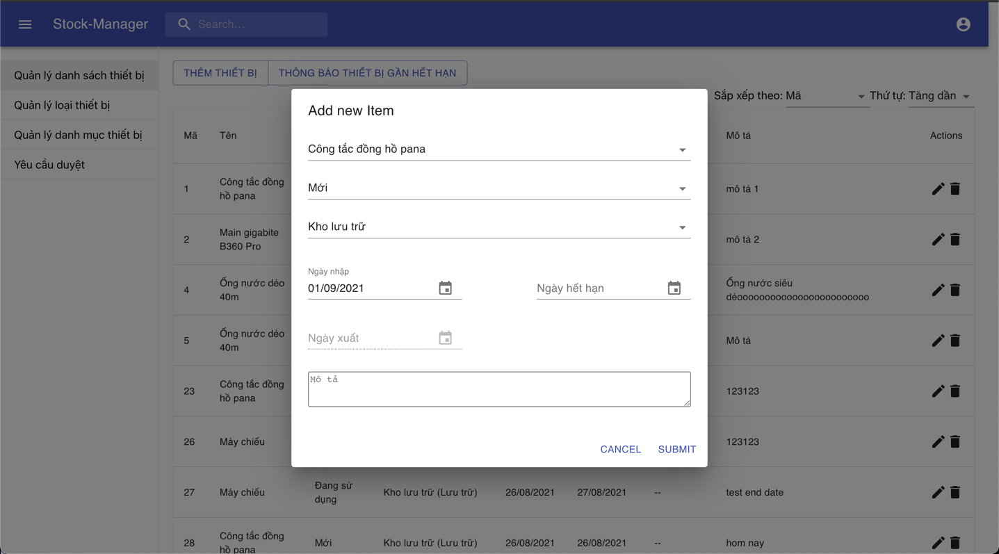 Stock-Manager
Search…
Quản lý danh sách thiết bị
Quản lý loại thiết bị
Quản lý danh mục thiết bị
Yêu cầu duyệt
THÊM THIẾT BỊ
THÔNG BÁO THIẾT BỊ GẦN HẾT HẠN
Sắp xếp theo: Mã Thứ tự: Tăng dần
Mã Tên Mô tả Actions
1 Công tắc đồng hồ pana mô tả 1
2 Main gigabite B360 Pro mô tả 2
4 Ống nước dẻo 40m Ống nước siêu
dẻoooooooooooooooooooooooooo
5 Ống nước dẻo 40m Mô tả
23 Công tắc đồng hồ pana 123123
26 Máy chiếu 123123
27 Máy chiếu Đang sử dụng Kho lưu trữ (Lưu trữ) 26/08/2021 27/08/2021 -- test end date
28 Công tắc đồng hồ pana Mới Kho lưu trữ (Lưu trữ) 26/08/2021 26/08/2021 -- hom nay
Add new Item
Công tắc đồng hồ pana
Mới
Kho lưu trữ
Ngày nhập
01/09/2021
Ngày hết hạn
Ngày xuất
Mô tả
CANCEL SUBMIT